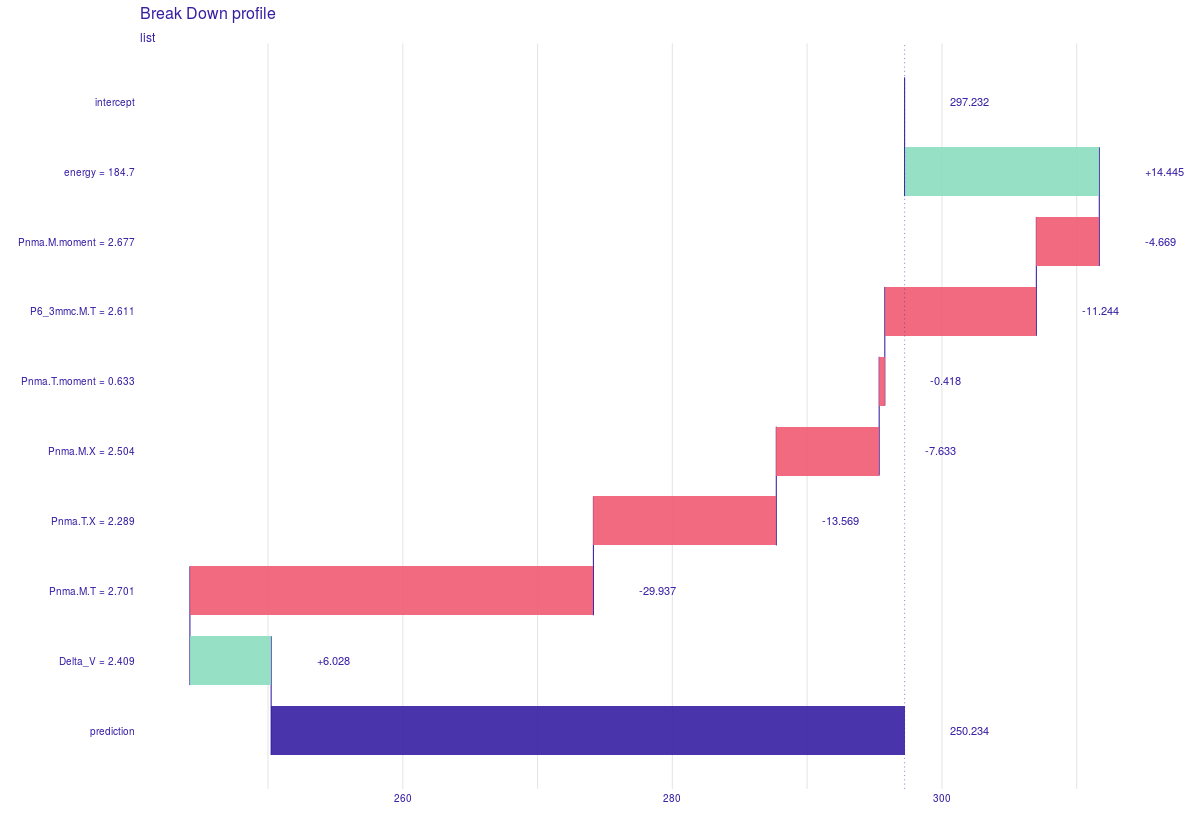 Break Down profile
list
intercept 297.232
energy = 184.7 +14.445
Pnma.M.moment = 2.677 -4.669
P6_3mmc.M.T = 2.611 -11.244
Pnma.T.moment = 0.633 -0.418
Pnma.M.X = 2.504 -7.633
Pnma.T.X = 2.289 -13.569
Pnma.M.T = 2.701 -29.937
Delta_V = 2.409 +6.028
prediction 250.234
260 280 300